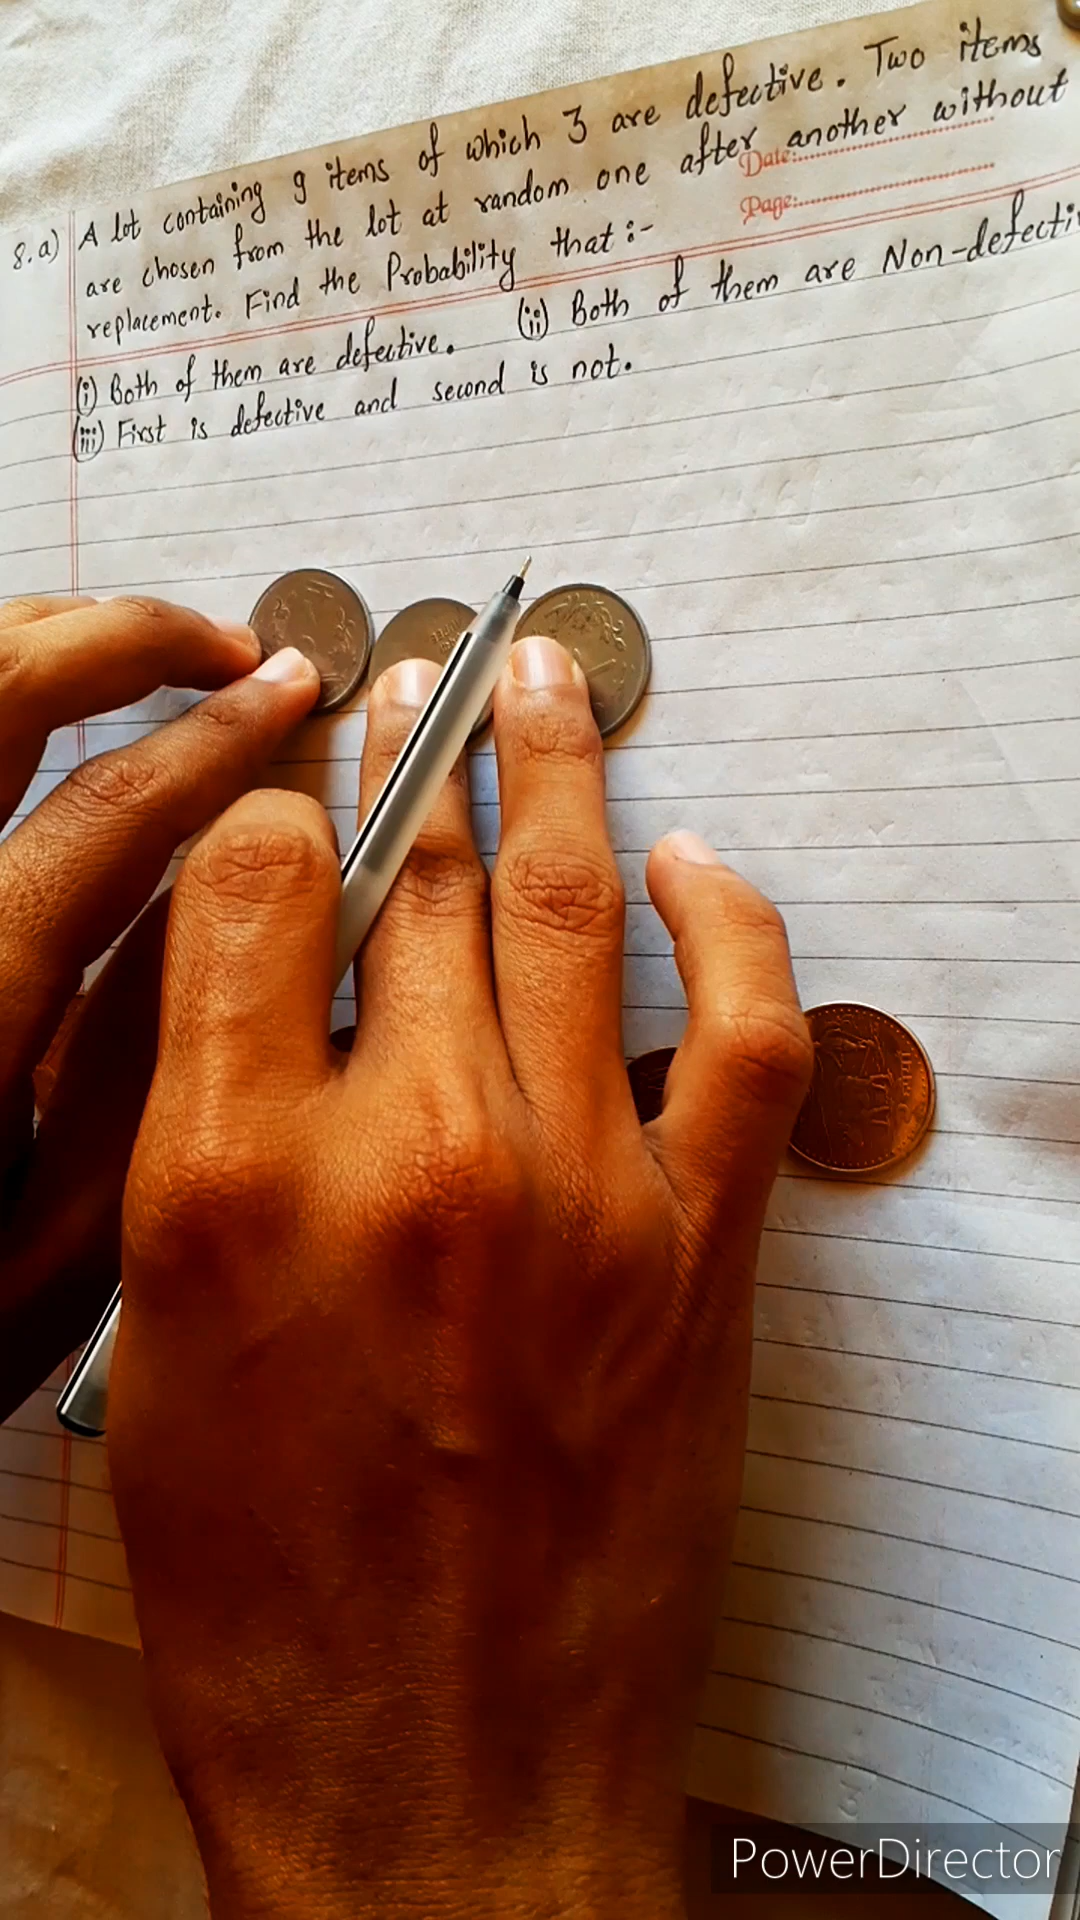 8.a) A lot containing 9 items of which 3 are defective. Two items
are chosen from the lot at random one after another without
replacement. Find the Probability that :-
(i) Both of them are defective. (ii) Both of them are Non-defecti
(iii) First is defective and second is not.
Date:
Page:
PowerDirector